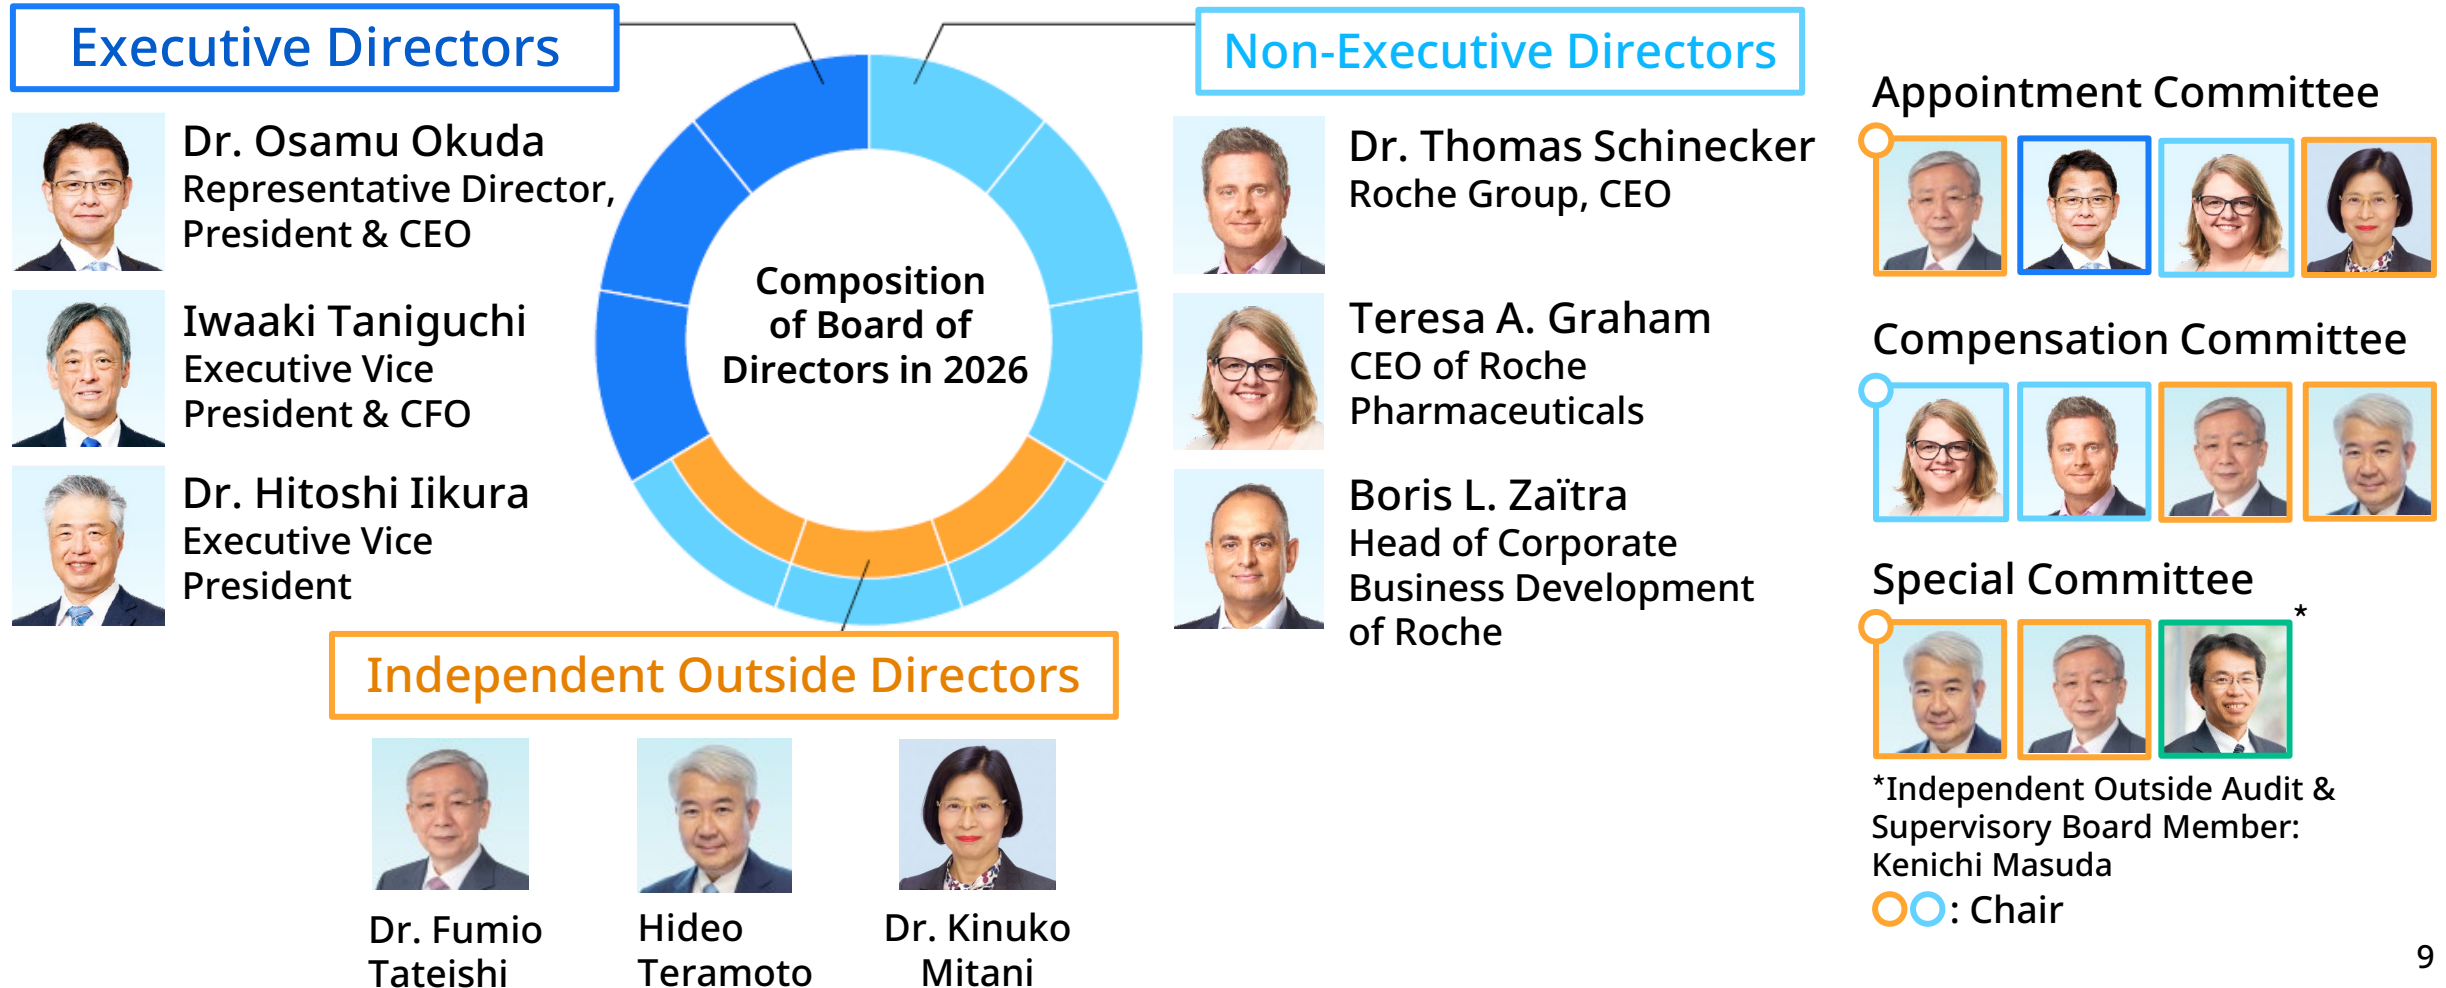 Executive Directors
Dr. Osamu Okuda
Representative Director,
President & CEO
Iwaaki Taniguchi
Executive Vice
President & CFO
Dr. Hitoshi Iikura
Executive Vice
President
Composition
of Board of
Directors in 2026
Non-Executive Directors
Dr. Thomas Schinecker
Roche Group, CEO
Teresa A. Graham
CEO of Roche
Pharmaceuticals
Boris L. Zaïtra
Head of Corporate
Business Development
of Roche
Independent Outside Directors
Dr. Fumio
Tateishi
Hideo
Teramoto
Dr. Kinuko
Mitani
Appointment Committee
Compensation Committee
Special Committee
*
*Independent Outside Audit &
Supervisory Board Member:
Kenichi Masuda
: Chair
9